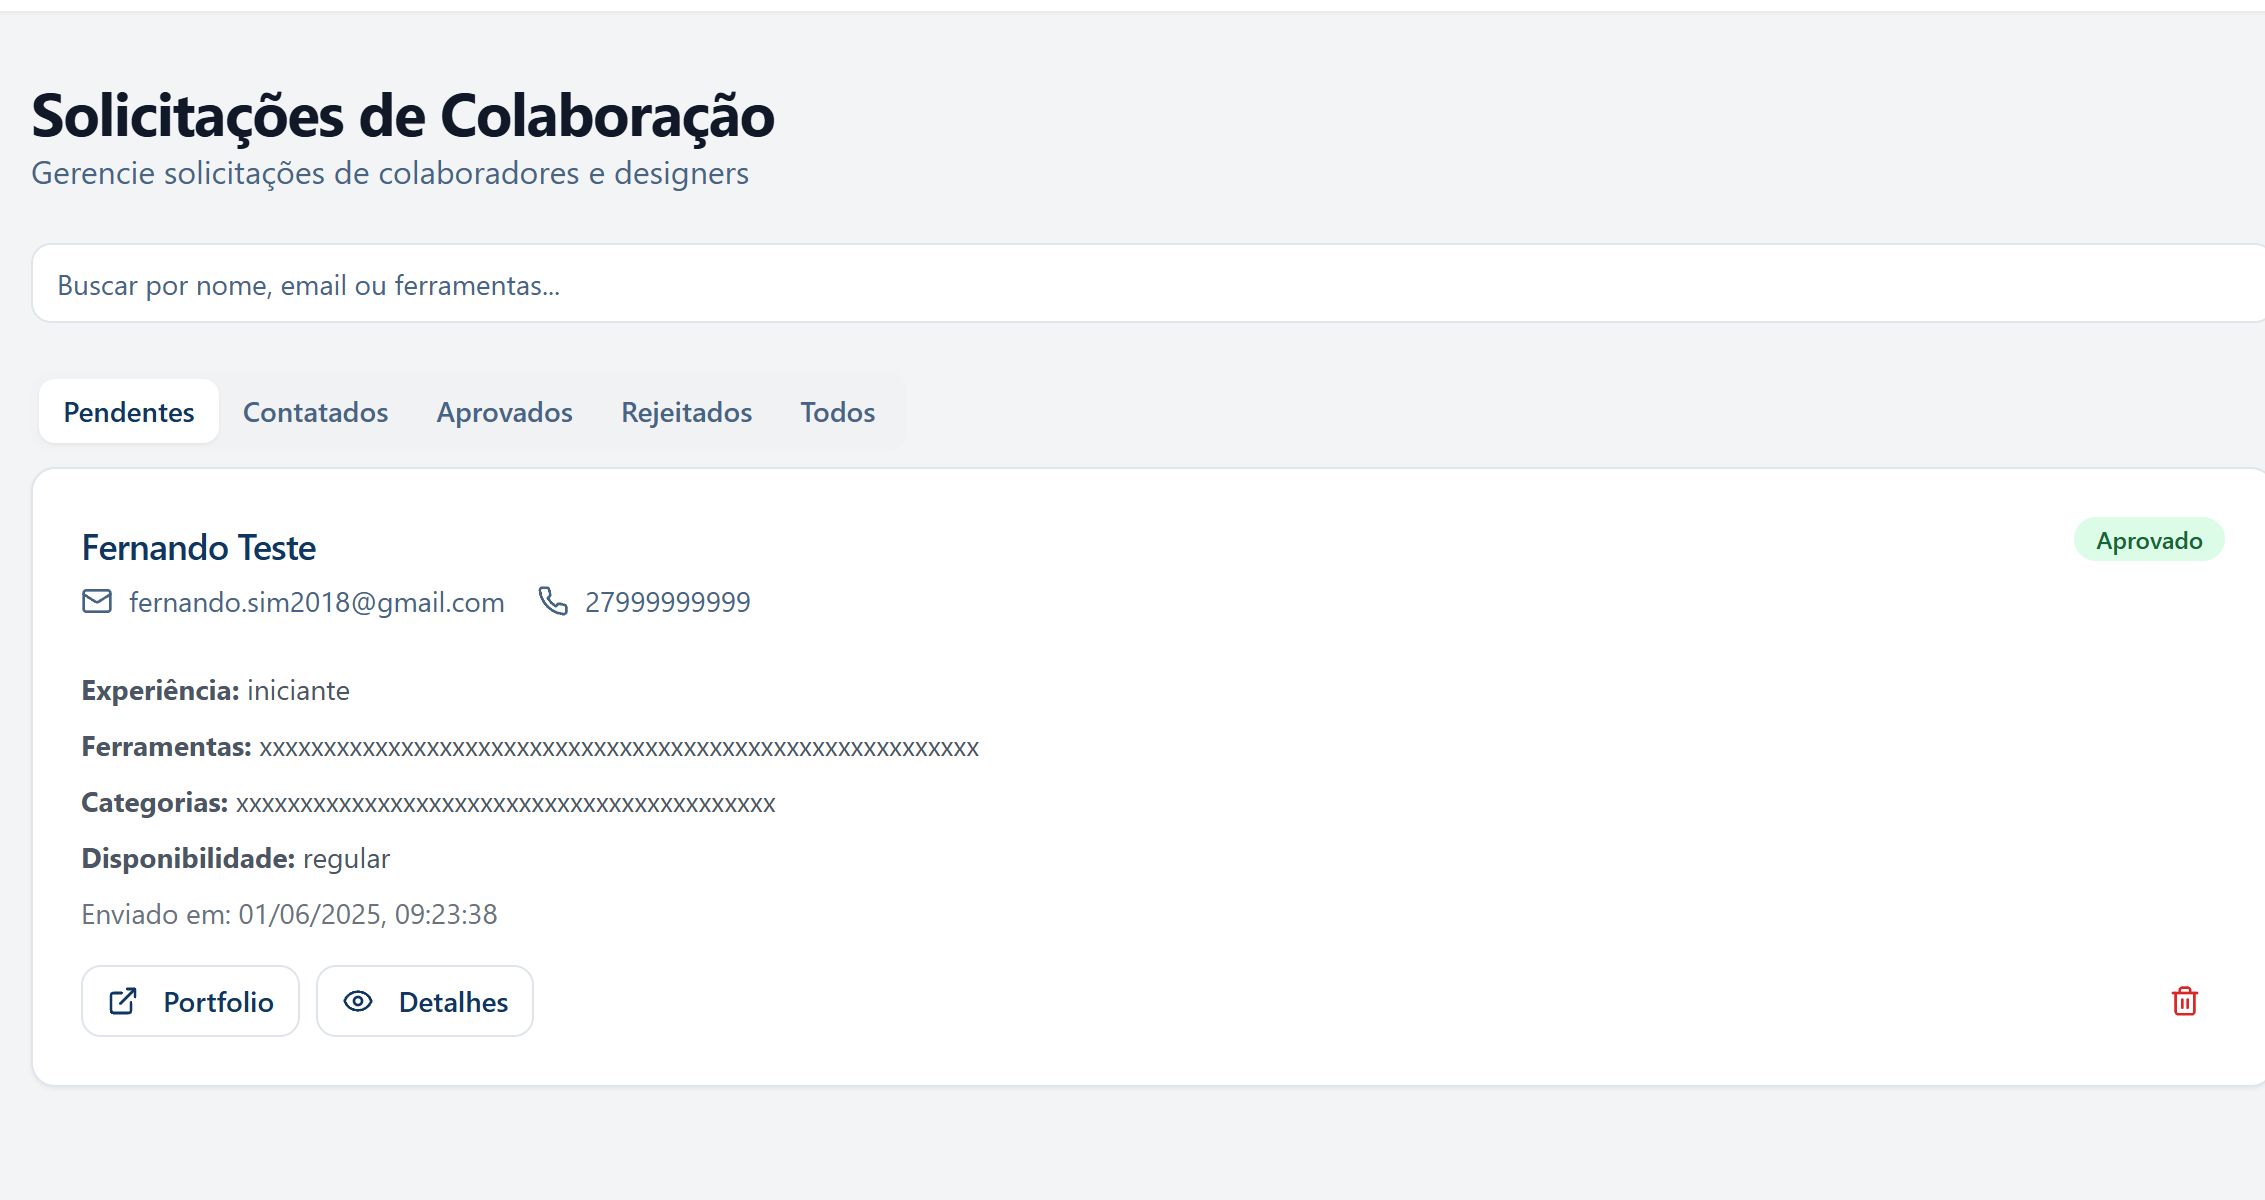 Solicitações de Colaboração
Gerencie solicitações de colaboradores e designers
Buscar por nome, email ou ferramentas...
Pendentes Contatados Aprovados Rejeitados Todos
Fernando Teste
Aprovado
fernando.sim2018@gmail.com 27999999999
Experiência: iniciante
Ferramentas: xxxxxxxxxxxxxxxxxxxxxxxxxxxxxxxxxxxxxxxxxxxxxxxxxxxxxxxx
Categorias: xxxxxxxxxxxxxxxxxxxxxxxxxxxxxxxxxxxxxxxxxx
Disponibilidade: regular
Enviado em: 01/06/2025, 09:23:38
Portfolio Detalhes